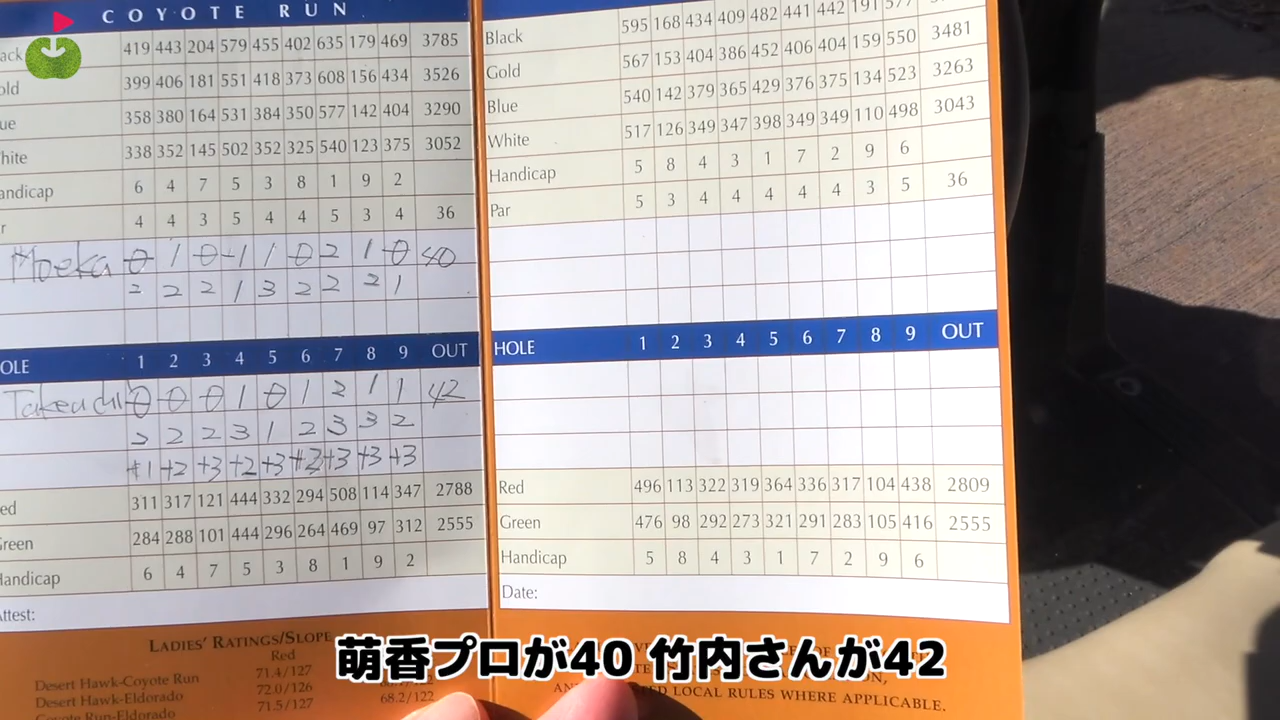 COYOTE RUN
ack 419 443 204 579 455 402 635 179 469 3785
old 399 406 181 551 418 373 608 156 434 3526
ue 358 380 164 531 384 350 577 142 404 3290
hite 338 352 145 502 352 325 540 123 375 3052
andicap 6 4 7 5 3 8 1 9 2
r 4 4 3 5 4 4 5 3 4 36
Moeka 0 1 0 -1 1 0 2 1 0 40
2 2 2 1 3 2 2 2 1
OLE 1 2 3 4 5 6 7 8 9 OUT
Takeuchi 0 0 0 1 0 1 2 1 1 42
2 2 2 3 1 2 3 3 2
+1 +2 +3 +2 +3 +3 +3 +3
ed 311 317 121 444 332 294 508 114 347 2788
Green 284 288 101 444 296 264 469 97 312 2555
Handicap 6 4 7 5 3 8 1 9 2
Attest:
LADIES' RATINGS/SLOPE
Red
Desert Hawk-Coyote Run 71.4/127
Desert Hawk-Eldorado 72.0/126
Coyote Run-Eldorado 71.5/127 68.2/122
Black 595 168 434 409 482 441 442 191 577
Gold 567 153 404 386 452 406 404 159 550 3481
Blue 540 142 379 365 429 376 375 134 523 3263
White 517 126 349 347 398 349 349 110 498 3043
Handicap 5 8 4 3 1 7 2 9 6
Par 5 3 4 4 4 4 4 3 5 36
HOLE 1 2 3 4 5 6 7 8 9 OUT
Red 496 113 322 319 364 336 317 104 438 2809
Green 476 98 292 273 321 291 283 105 416 2555
Handicap 5 8 4 3 1 7 2 9 6
Date:
LOCAL RULES WHERE APPLICABLE.
萌香プロが40 竹内さんが42